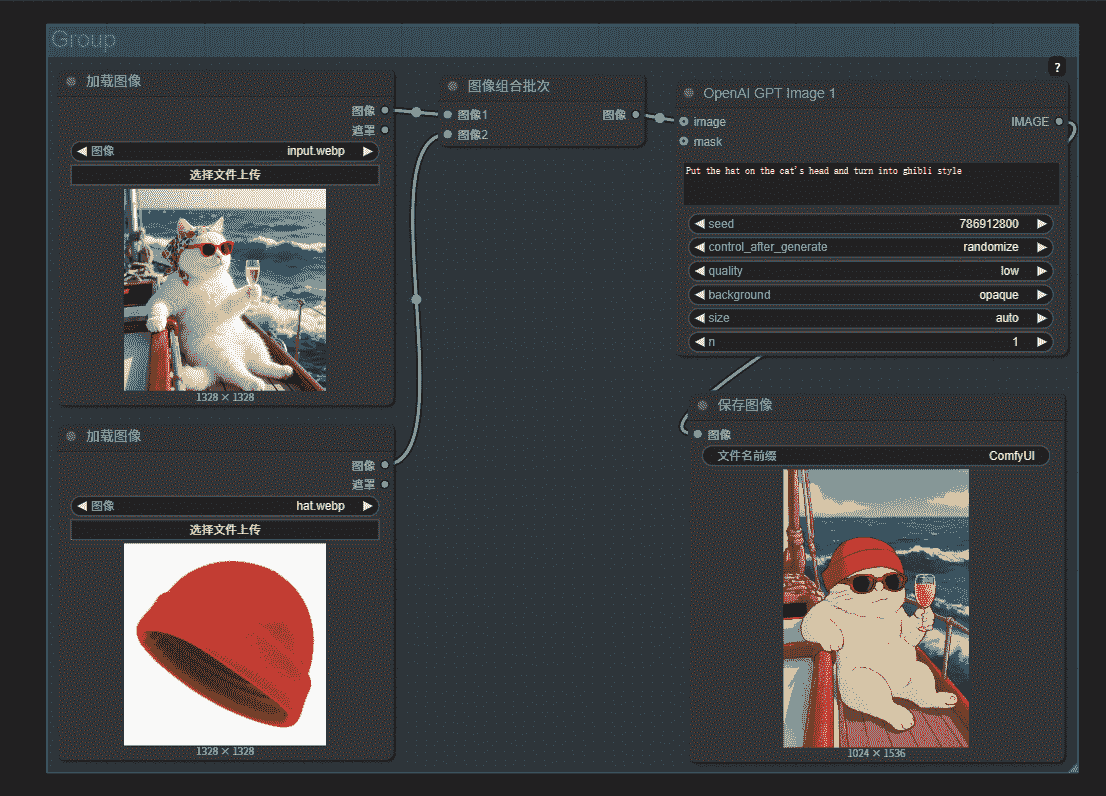 Group
?
加载图像
图像
遮罩
图像 input.webp
选择文件上传
1328 × 1328
加载图像
图像
遮罩
图像 hat.webp
选择文件上传
1328 × 1328
图像组合批次
图像1 图像
图像2
OpenAI GPT Image 1
image IMAGE
mask
Put the hat on the cat's head and turn into ghibli style
seed 786912800
control_after_generate randomize
quality low
background opaque
size auto
n 1
保存图像
图像
文件名前缀 ComfyUI
1024 × 1536